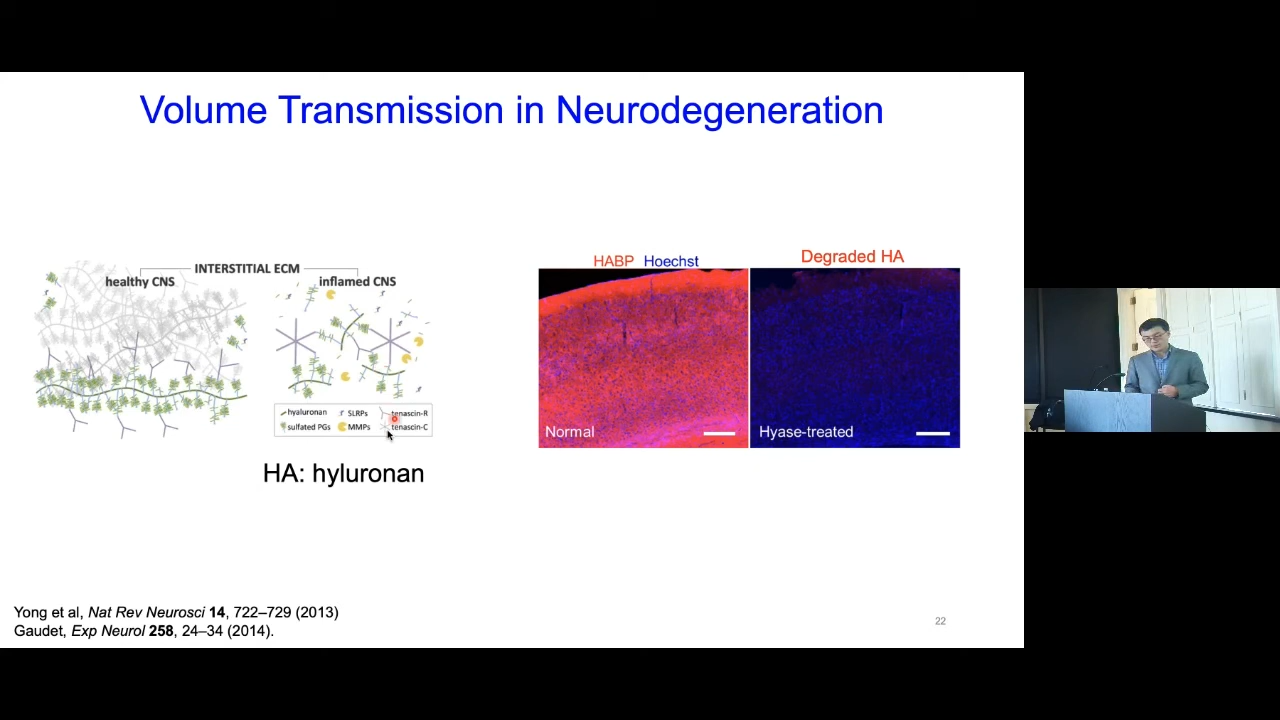 Volume Transmission in Neurodegeneration
INTERSTITIAL ECM
healthy CNS
inflamed CNS
hyaluronan
SLRPs
tenascin-R
sulfated PGs
MMPs
tenascin-C
HA: hyluronan
HABP Hoechst
Degraded HA
Normal
Hyase-treated
Yong et al, Nat Rev Neurosci 14, 722–729 (2013)
Gaudet, Exp Neurol 258, 24–34 (2014).
22